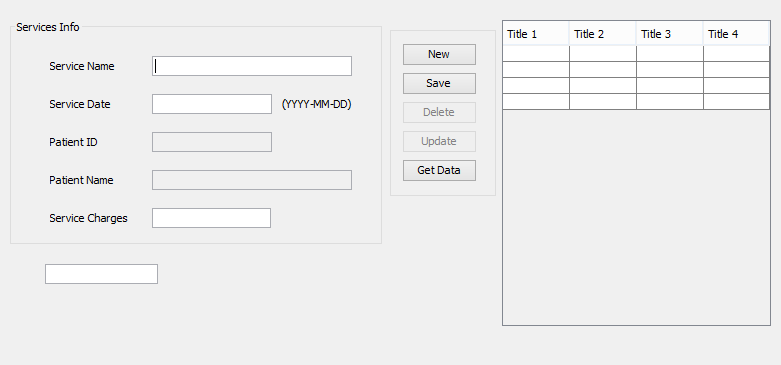 Services Info
Service Name
Service Date (YYYY-MM-DD)
Patient ID
Patient Name
Service Charges
New
Save
Delete
Update
Get Data
Title 1 Title 2 Title 3 Title 4